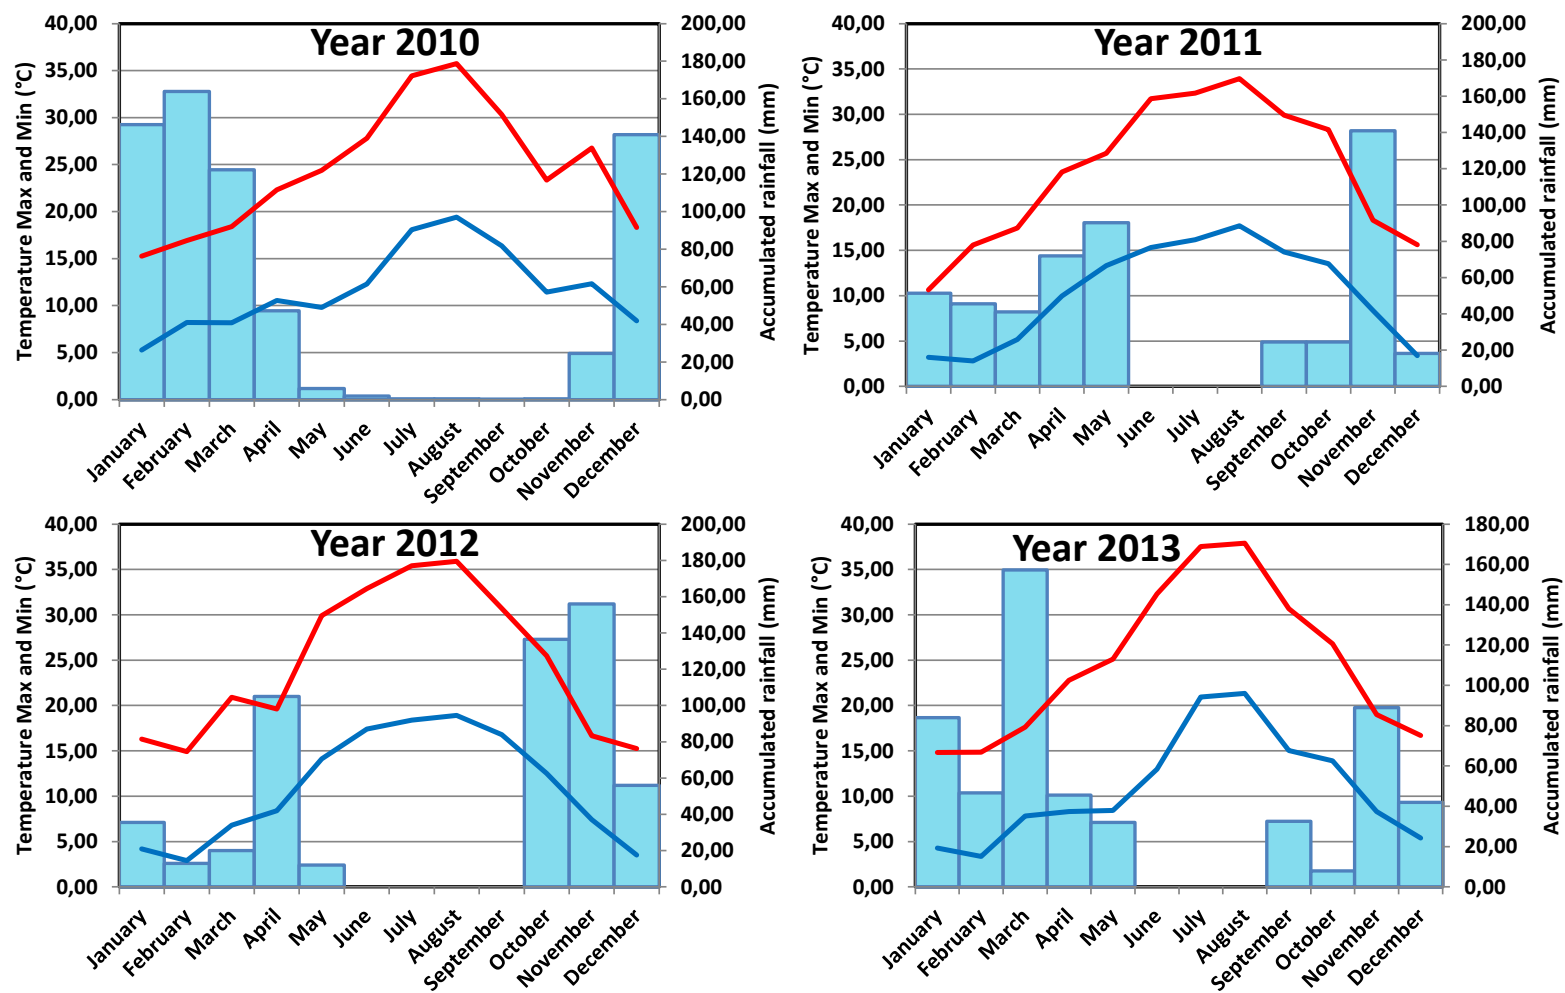 Year 2010
Temperature Max and Min (°C)
40,00
35,00
30,00
25,00
20,00
15,00
10,00
5,00
0,00
200,00
180,00
160,00
140,00
120,00
100,00
80,00
60,00
40,00
20,00
0,00
Accumulated rainfall (mm)
January
February
March
April
May
June
July
August
September
October
November
December
Year 2011
Temperature Max and Min (°C)
40,00
35,00
30,00
25,00
20,00
15,00
10,00
5,00
0,00
200,00
180,00
160,00
140,00
120,00
100,00
80,00
60,00
40,00
20,00
0,00
Accumulated rainfall (mm)
January
February
March
April
May
June
July
August
September
October
November
December
Year 2012
Temperature Max and Min (°C)
40,00
35,00
30,00
25,00
20,00
15,00
10,00
5,00
0,00
200,00
180,00
160,00
140,00
120,00
100,00
80,00
60,00
40,00
20,00
0,00
Accumulated rainfall (mm)
January
February
March
April
May
June
July
August
September
October
November
December
Year 2013
Temperature Max and Min (°C)
40,00
35,00
30,00
25,00
20,00
15,00
10,00
5,00
0,00
180,00
160,00
140,00
120,00
100,00
80,00
60,00
40,00
20,00
0,00
Accumulated rainfall (mm)
January
February
March
April
May
June
July
August
September
October
November
December